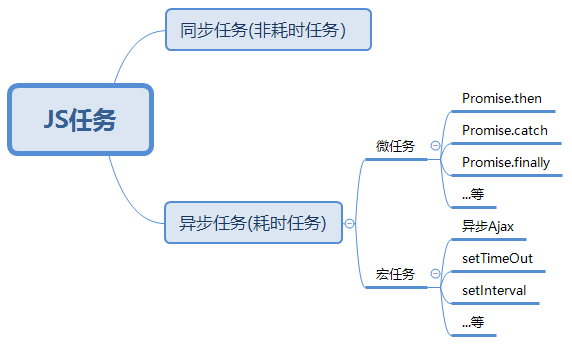 JS任务
同步任务(非耗时任务）
异步任务(耗时任务)
微任务
Promise.then
Promise.catch
Promise.finally
...等
宏任务
异步Ajax
setTimeOut
setInterval
...等